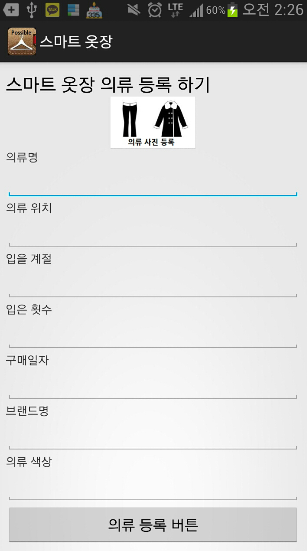 LTE 60% 오전 2:26
Possible
스마트 옷장
스마트 옷장 의류 등록 하기
의류 사진 등록
의류명
의류 위치
입을 계절
입은 횟수
구매일자
브랜드명
의류 색상
의류 등록 버튼